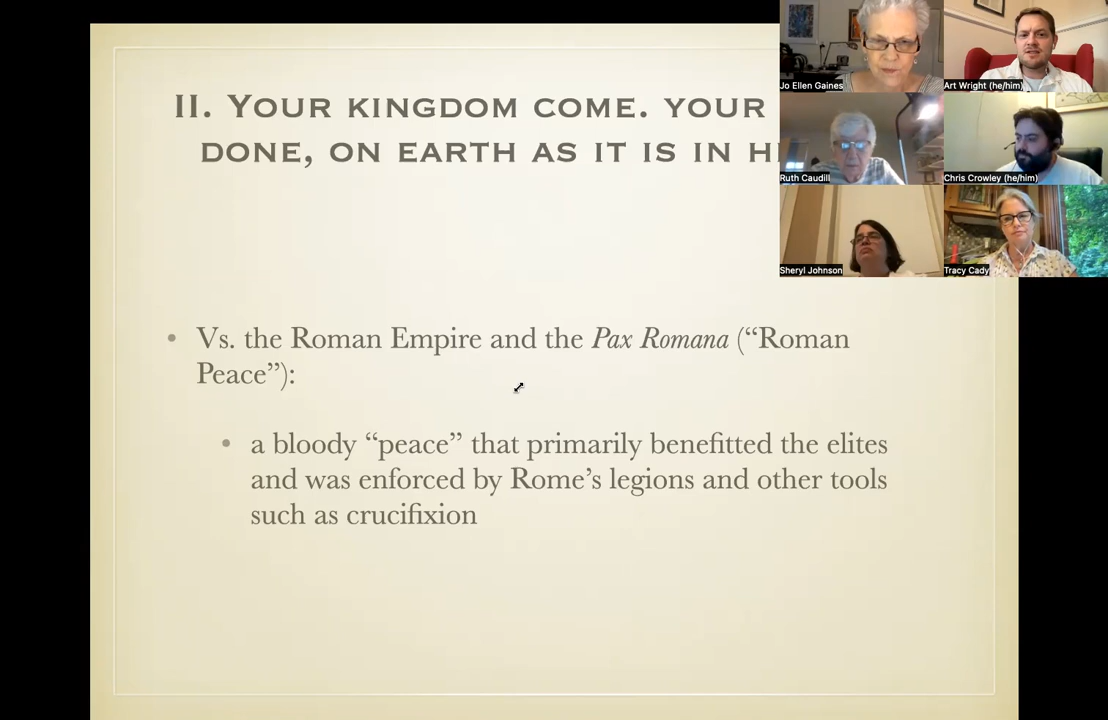 II. YOUR KINGDOM COME. YOUR
DONE, ON EARTH AS IT IS IN H
• Vs. the Roman Empire and the Pax Romana (“Roman
Peace”):
• a bloody “peace” that primarily benefitted the elites
and was enforced by Rome’s legions and other tools
such as crucifixion
Jo Ellen Gaines
Art Wright (he/him)
Ruth Caudill
Chris Crowley (he/him)
Sheryl Johnson
Tracy Cady